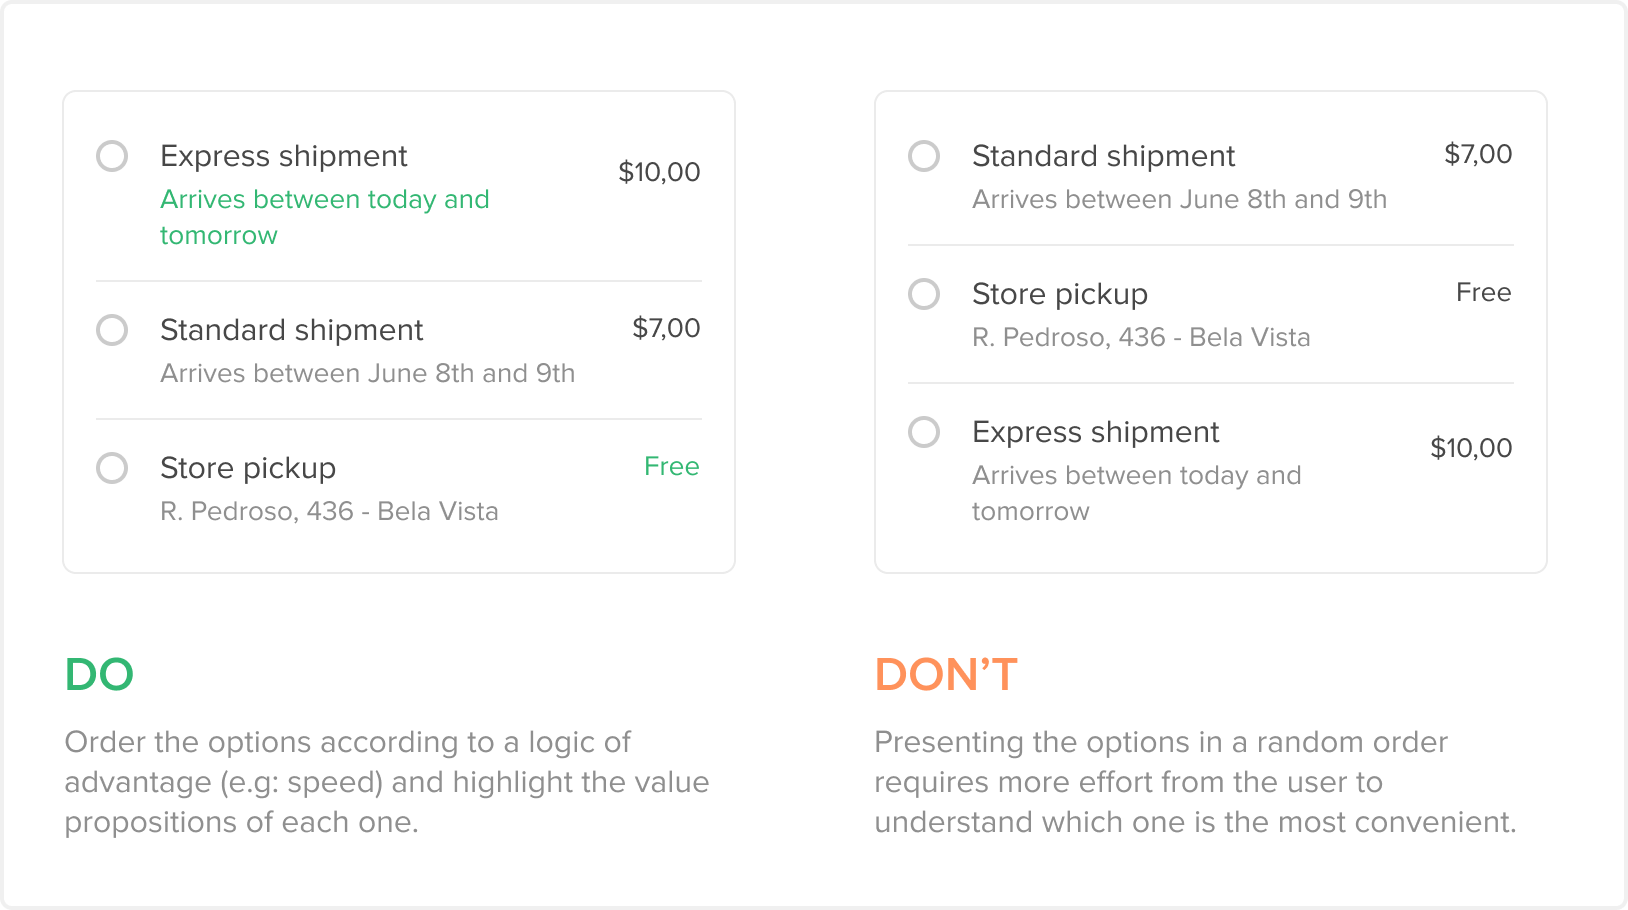 Express shipment
$10,00
Arrives between today and
tomorrow
Standard shipment
$7,00
Arrives between June 8th and 9th
Store pickup
Free
R. Pedroso, 436 - Bela Vista
DO
Order the options according to a logic of
advantage (e.g: speed) and highlight the value
propositions of each one.
Standard shipment
$7,00
Arrives between June 8th and 9th
Store pickup
Free
R. Pedroso, 436 - Bela Vista
Express shipment
$10,00
Arrives between today and
tomorrow
DON’T
Presenting the options in a random order
requires more effort from the user to
understand which one is the most convenient.